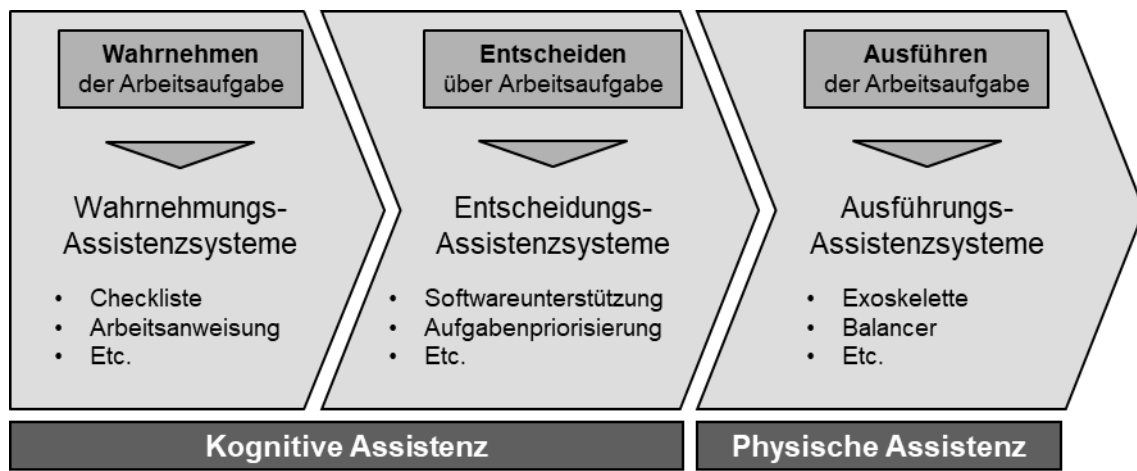 Wahrnehmen
der Arbeitsaufgabe
Wahrnehmungs-
Assistenzsysteme
• Checkliste
• Arbeitsanweisung
• Etc.
Entscheiden
über Arbeitsaufgabe
Entscheidungs-
Assistenzsysteme
• Softwareunterstützung
• Aufgabenpriorisierung
• Etc.
Ausführen
der Arbeitsaufgabe
Ausführungs-
Assistenzsysteme
• Exoskelette
• Balancer
• Etc.
Kognitive Assistenz
Physische Assistenz